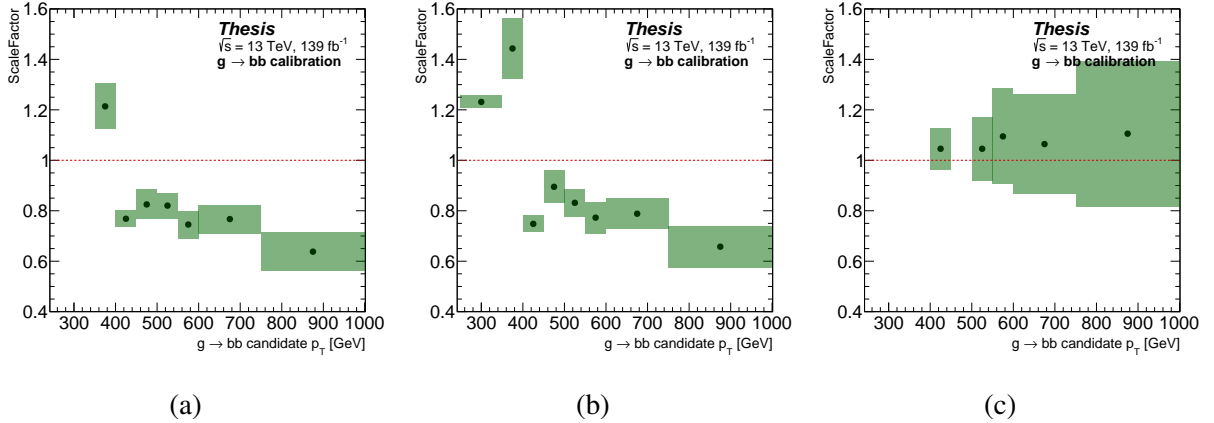 ScaleFactor
1.6
1.4
1.2
1
0.8
0.6
0.4
Thesis
√s = 13 TeV, 139 fb⁻¹
g → bb calibration
300 400 500 600 700 800 900 1000
g → bb candidate p_T [GeV]
(a)
ScaleFactor
1.6
1.4
1.2
1
0.8
0.6
0.4
Thesis
√s = 13 TeV, 139 fb⁻¹
g → bb calibration
300 400 500 600 700 800 900 1000
g → bb candidate p_T [GeV]
(b)
ScaleFactor
1.6
1.4
1.2
1
0.8
0.6
0.4
Thesis
√s = 13 TeV, 139 fb⁻¹
g → bb calibration
300 400 500 600 700 800 900 1000
g → bb candidate p_T [GeV]
(c)